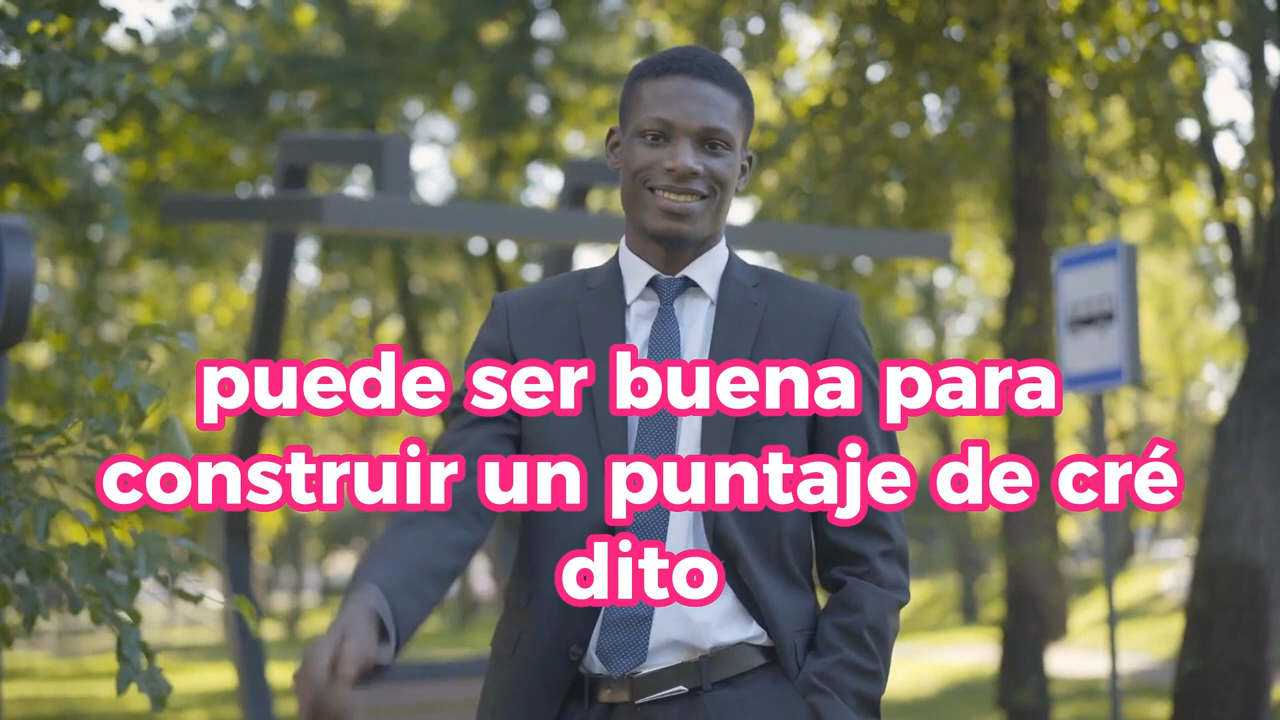 puede ser buena para
construir un puntaje de cré
dito